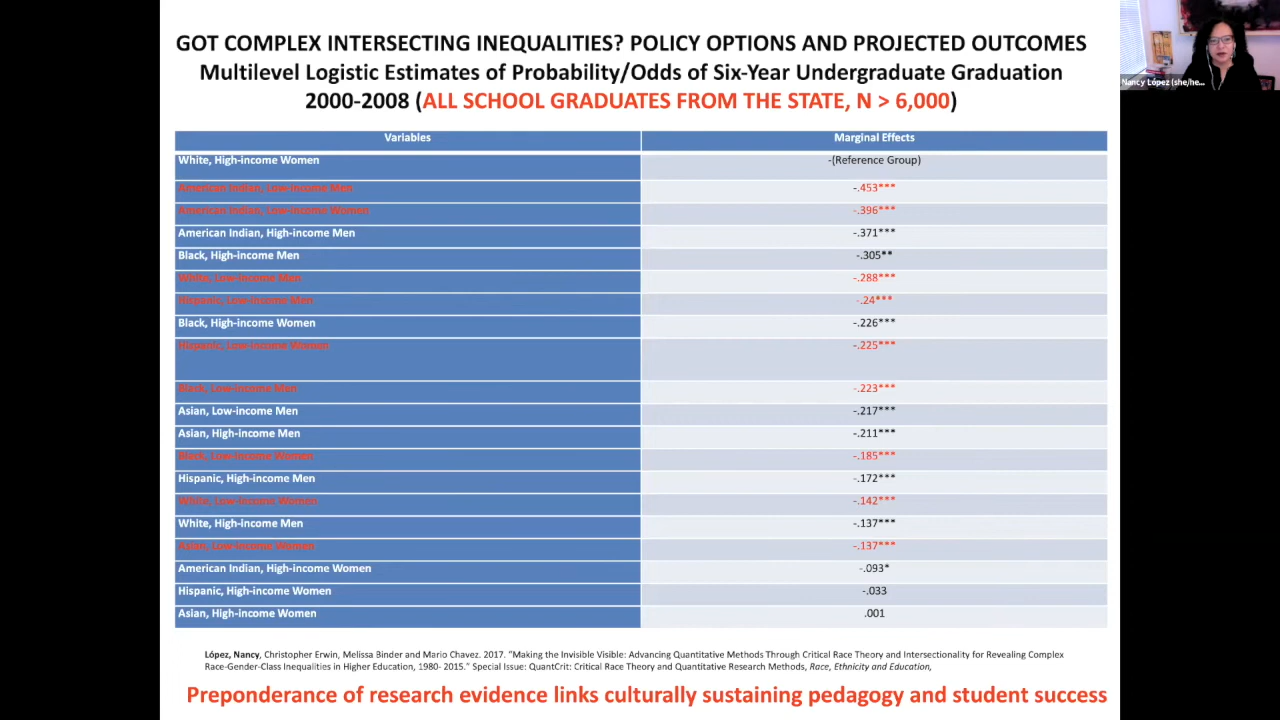 GOT COMPLEX INTERSECTING INEQUALITIES? POLICY OPTIONS AND PROJECTED OUTCOMES
Multilevel Logistic Estimates of Probability/Odds of Six-Year Undergraduate Graduation
2000-2008 (ALL SCHOOL GRADUATES FROM THE STATE, N > 6,000)
Nancy López (she/he...
Variables Marginal Effects
White, High-income Women -(Reference Group)
American Indian, Low-income Men -.453***
American Indian, Low-income Women -.396***
American Indian, High-income Men -.371***
Black, High-income Men -.305**
White, Low-income Men -.288***
Hispanic, Low-income Men -.24***
Black, High-income Women -.226***
Hispanic, Low-income Women -.225***
Black, Low-income Men -.223***
Asian, Low-income Men -.217***
Asian, High-income Men -.211***
Black, Low-income Women -.185***
Hispanic, High-income Men -.172***
White, Low-income Women -.142***
White, High-income Men -.137***
Asian, Low-income Women -.137***
American Indian, High-income Women -.093*
Hispanic, High-income Women -.033
Asian, High-income Women .001
López, Nancy, Christopher Erwin, Melissa Binder and Mario Chavez. 2017. "Making the Invisible Visible: Advancing Quantitative Methods Through Critical Race Theory and Intersectionality for Revealing Complex
Race-Gender-Class Inequalities in Higher Education, 1980- 2015." Special Issue: QuantCrit: Critical Race Theory and Quantitative Research Methods, Race, Ethnicity and Education,
Preponderance of research evidence links culturally sustaining pedagogy and student success